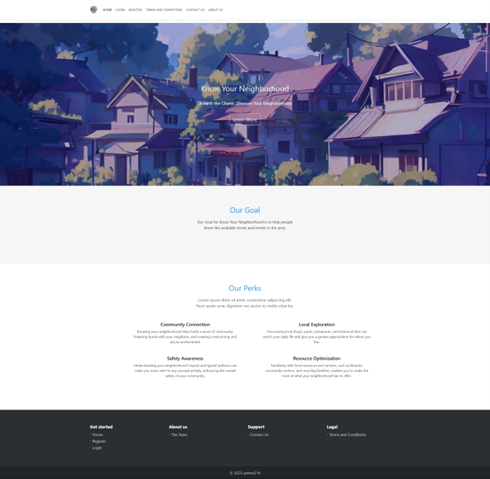 HOME LOGIN REGISTER TERMS AND CONDITIONS CONTACT US ABOUT US
Know Your Neighborhood
Unleash the Charm: Discover Your Neighborhood
Learn More
Our Goal
Our Goal for Know Your Neighborhood is to help people
know the available stores and events in the area.
Our Perks
Lorem ipsum dolor sit amet, consectetur adipiscing elit.
Nunc quam urna, dignissim nec auctor in, mattis vitae leo.
Community Connection
Knowing your neighborhood helps build a sense of community,
fostering bonds with your neighbors, and creating a welcoming and
secure environment.
Local Exploration
Discovering local shops, parks, restaurants, and historical sites can
enrich your daily life and give you a greater appreciation for where you
live.
Safety Awareness
Understanding your neighborhood's layout and typical patterns can
make you more alert to any unusual activity, enhancing the overall
safety of your community.
Resource Optimization
Familiarity with local resources and services, such as libraries,
community centers, and recycling facilities, enables you to make the
most of what your neighborhood has to offer.
Get started
Home
Register
Login
About us
The Team
Support
Contact Us
Legal
Terms and Conditions